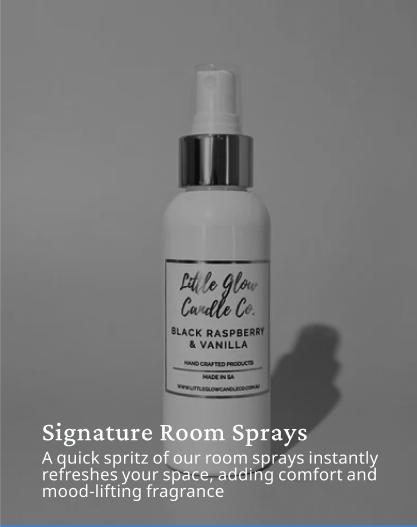 Little Glow
Candle Co.
BLACK RASPBERRY
& VANILLA
HAND CRAFTED PRODUCTS
MADE IN SA
WWW.LITTLEGLOWCANDLECO.COM.AU
Signature Room Sprays
A quick spritz of our room sprays instantly
refreshes your space, adding comfort and
mood-lifting fragrance